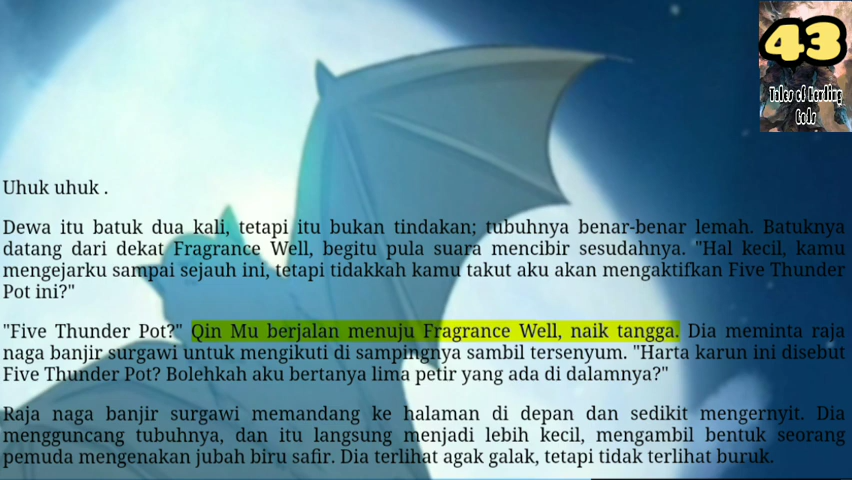 43
Tales of Herding
Gods
Uhuk uhuk .
Dewa itu batuk dua kali, tetapi itu bukan tindakan; tubuhnya benar-benar lemah. Batuknya
datang dari dekat Fragrance Well, begitu pula suara mencibir sesudahnya. "Hal kecil, kamu
mengejarku sampai sejauh ini, tetapi tidakkah kamu takut aku akan mengaktifkan Five Thunder
Pot ini?"
"Five Thunder Pot?" Qin Mu berjalan menuju Fragrance Well, naik tangga. Dia meminta raja
naga banjir surgawi untuk mengikuti di sampingnya sambil tersenyum. "Harta karun ini disebut
Five Thunder Pot? Bolehkah aku bertanya lima petir yang ada di dalamnya?"
Raja naga banjir surgawi memandang ke halaman di depan dan sedikit mengernyit. Dia
mengguncang tubuhnya, dan itu langsung menjadi lebih kecil, mengambil bentuk seorang
pemuda mengenakan jubah biru safir. Dia terlihat agak galak, tetapi tidak terlihat buruk.